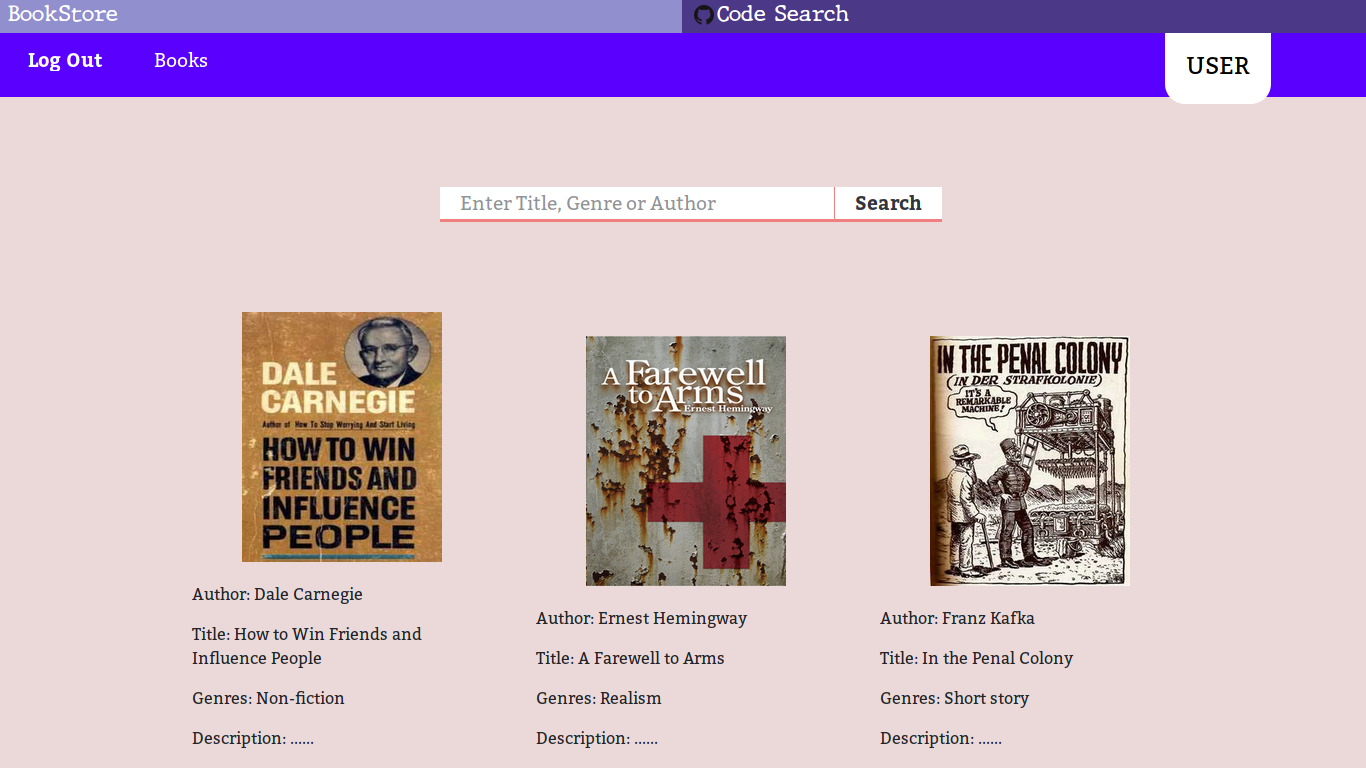 BookStore
Code Search
Log Out
Books
USER
Enter Title, Genre or Author
Search
DALE
CARNEGIE
Author of How To Stop Worrying And Start Living
HOW TO WIN
FRIENDS AND
INFLUENCE
PEOPLE
Author: Dale Carnegie
Title: How to Win Friends and
Influence People
Genres: Non-fiction
Description: ......
A Farewell
to Arms
Ernest Hemingway
Author: Ernest Hemingway
Title: A Farewell to Arms
Genres: Realism
Description: ......
IN THE PENAL COLONY
(IN DER STRAFKOLONIE)
IT'S A
REMARKABLE
MACHINE!
Author: Franz Kafka
Title: In the Penal Colony
Genres: Short story
Description: ......